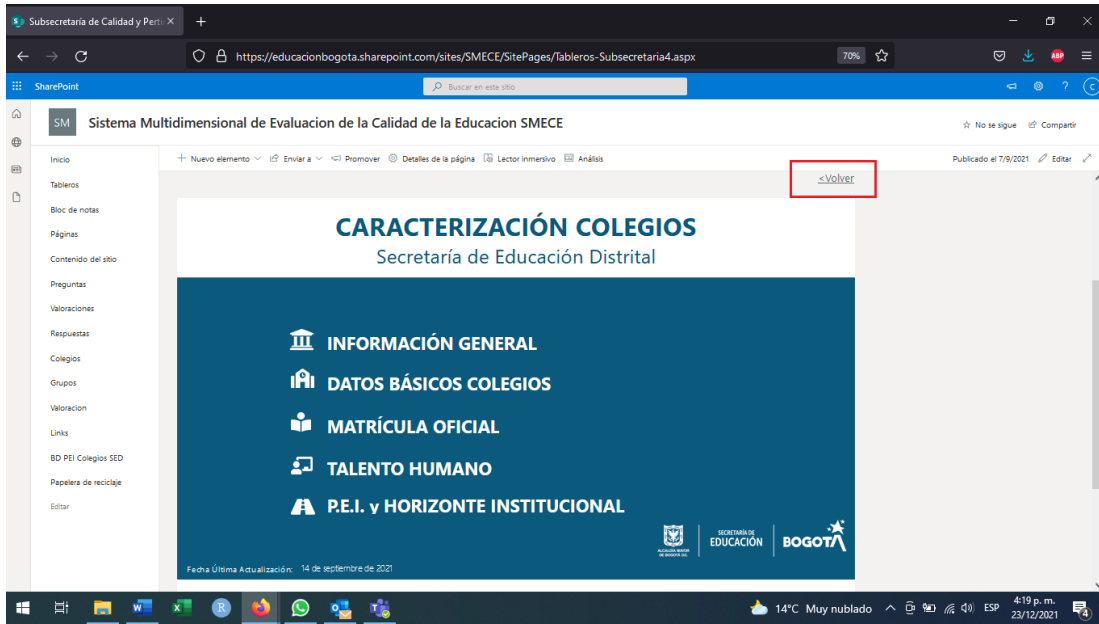 Subsecretaría de Calidad y Perti
https://educacionbogota.sharepoint.com/sites/SMECE/SitePages/Tableros-Subsecretaria4.aspx
70%
ABP
SharePoint
Buscar en este sitio
?
C
SM
Sistema Multidimensional de Evaluacion de la Calidad de la Educacion SMECE
No se sigue
Compartir
Nuevo elemento
Enviar a
Promover
Detalles de la página
Lector inmersivo
Análisis
Publicado el 7/9/2021
Editar
Inicio
Tableros
Bloc de notas
Páginas
Contenido del sitio
Preguntas
Valoraciones
Respuestas
Colegios
Grupos
Valoracion
Links
BD PEI Colegios SED
Papelera de reciclaje
Editar
<Volver
CARACTERIZACIÓN COLEGIOS
Secretaría de Educación Distrital
INFORMACIÓN GENERAL
DATOS BÁSICOS COLEGIOS
MATRÍCULA OFICIAL
TALENTO HUMANO
P.E.I. y HORIZONTE INSTITUCIONAL
ALCALDÍA MAYOR
DE BOGOTÁ D.C.
SECRETARÍA DE
EDUCACIÓN
BOGOTÁ
Fecha Última Actualización: 14 de septiembre de 2021
14°C Muy nublado
ESP
4:19 p. m.
23/12/2021
4